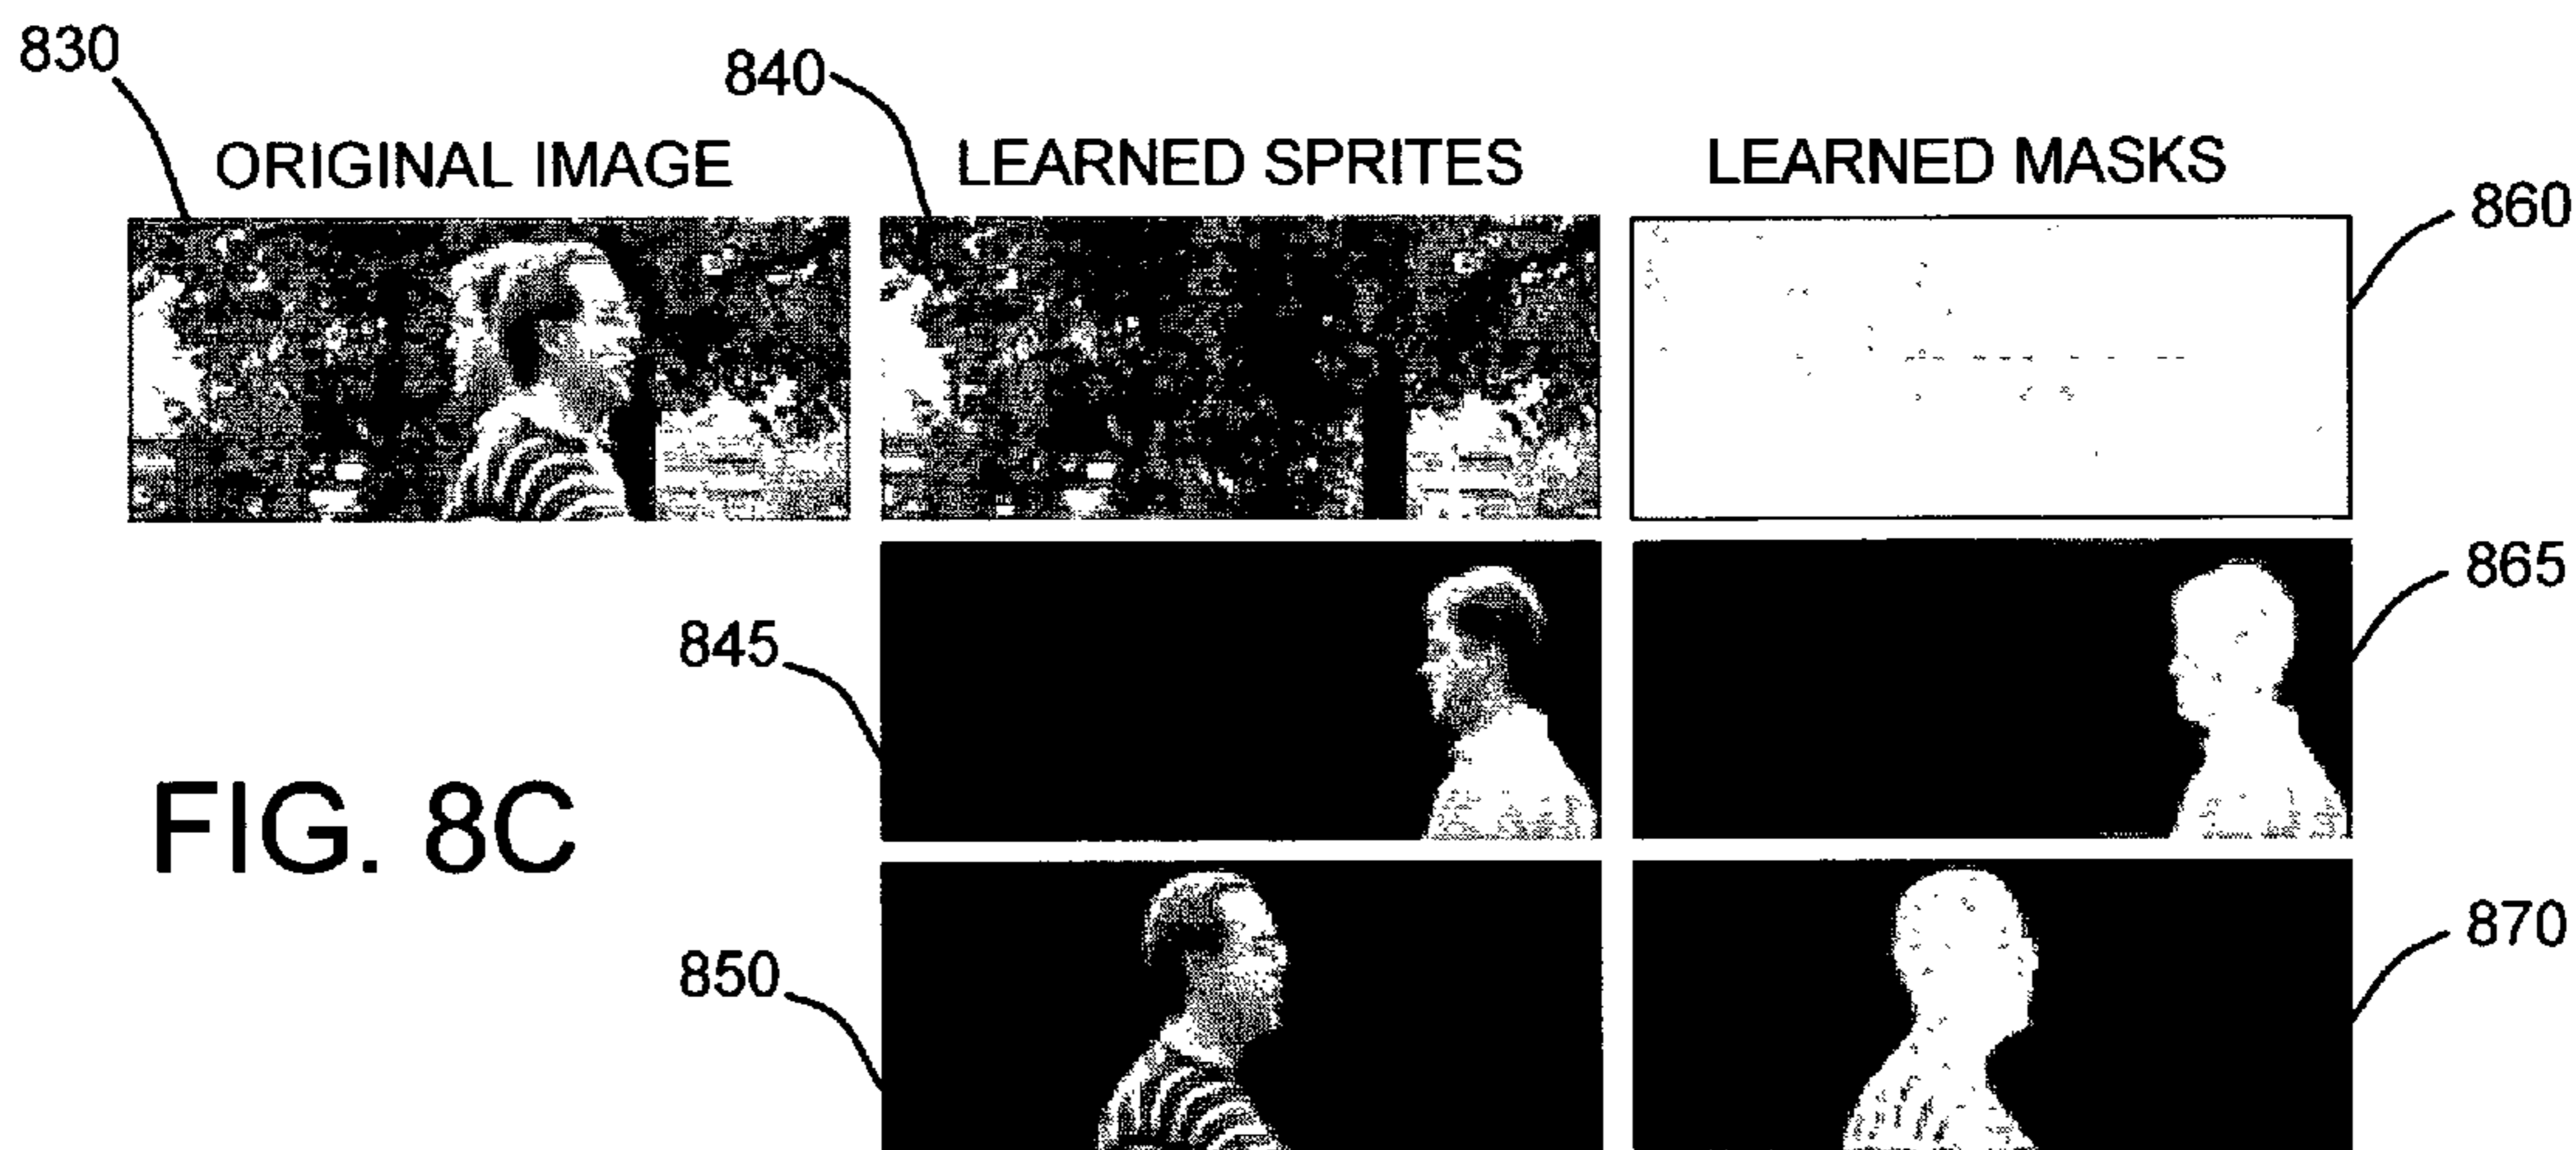 830
840
ORIGINAL IMAGE
LEARNED SPRITES
LEARNED MASKS
860
865
845
FIG. 8C
870
850